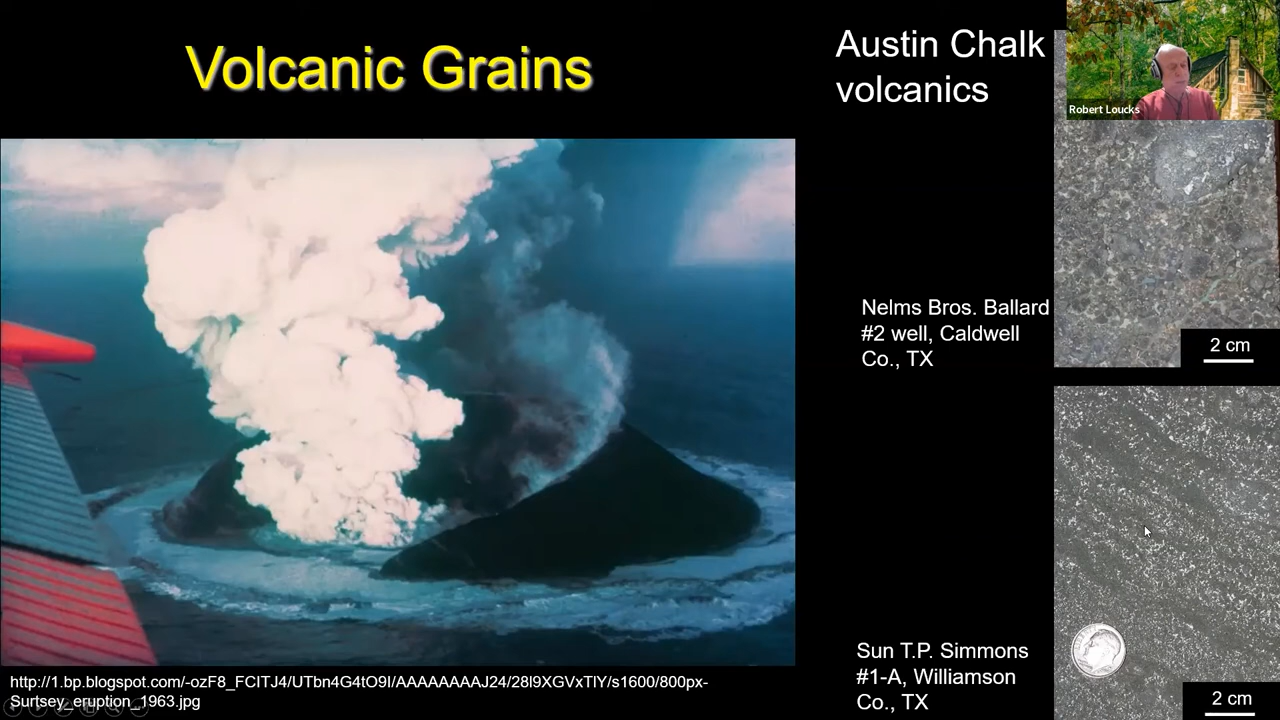 Volcanic Grains
Austin Chalk
volcanics
Robert Loucks
Nelms Bros. Ballard
#2 well, Caldwell
Co., TX
2 cm
Sun T.P. Simmons
#1-A, Williamson
Co., TX
2 cm
http://1.bp.blogspot.com/-ozF8_FCITJ4/UTbn4G4tO9I/AAAAAAAAJ24/28l9XGVxTlY/s1600/800px-
Surtsey_eruption_1963.jpg